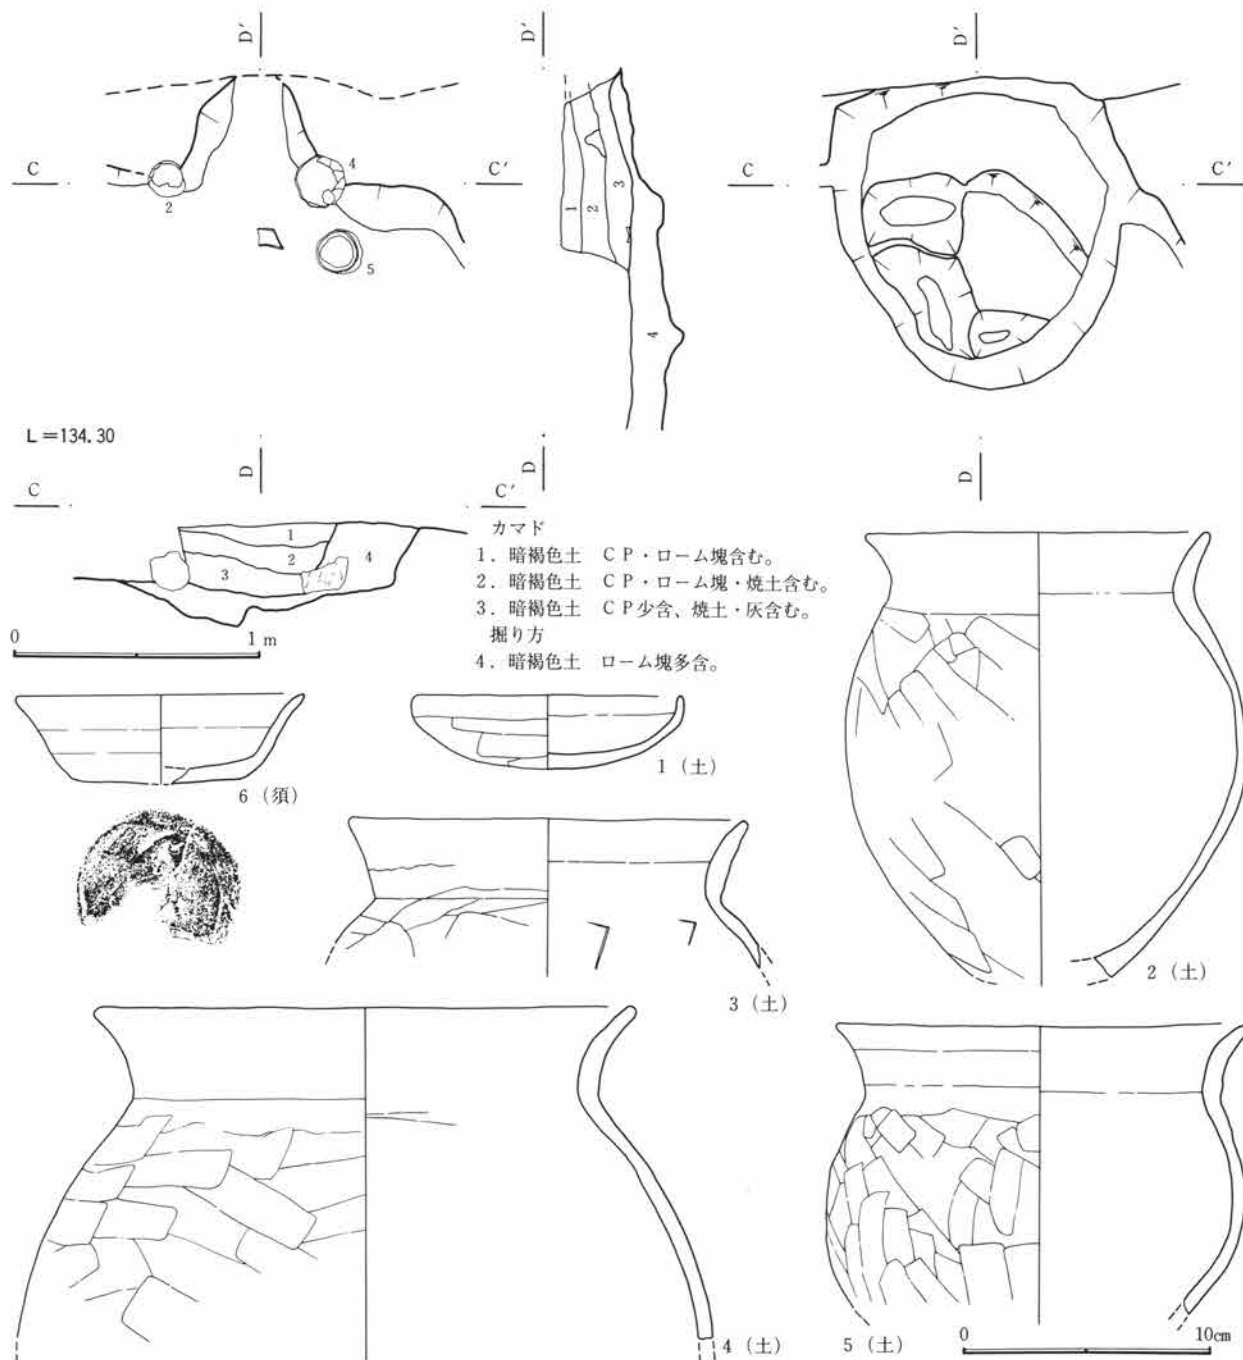 D′
D′
D′
C
C′
C
C′
4
2
5
1
2
3
4
L＝134.30
D
D
D
C
C′
1
2
3
4
0
1 m
カマド
1. 暗褐色土 CP・ローム塊含む。
2. 暗褐色土 CP・ローム塊・焼土含む。
3. 暗褐色土 CP少含、焼土・灰含む。
掘り方
4. 暗褐色土 ローム塊多含。
6（須）
1（土）
2（土）
3（土）
4（土）
5（土）
0
10cm